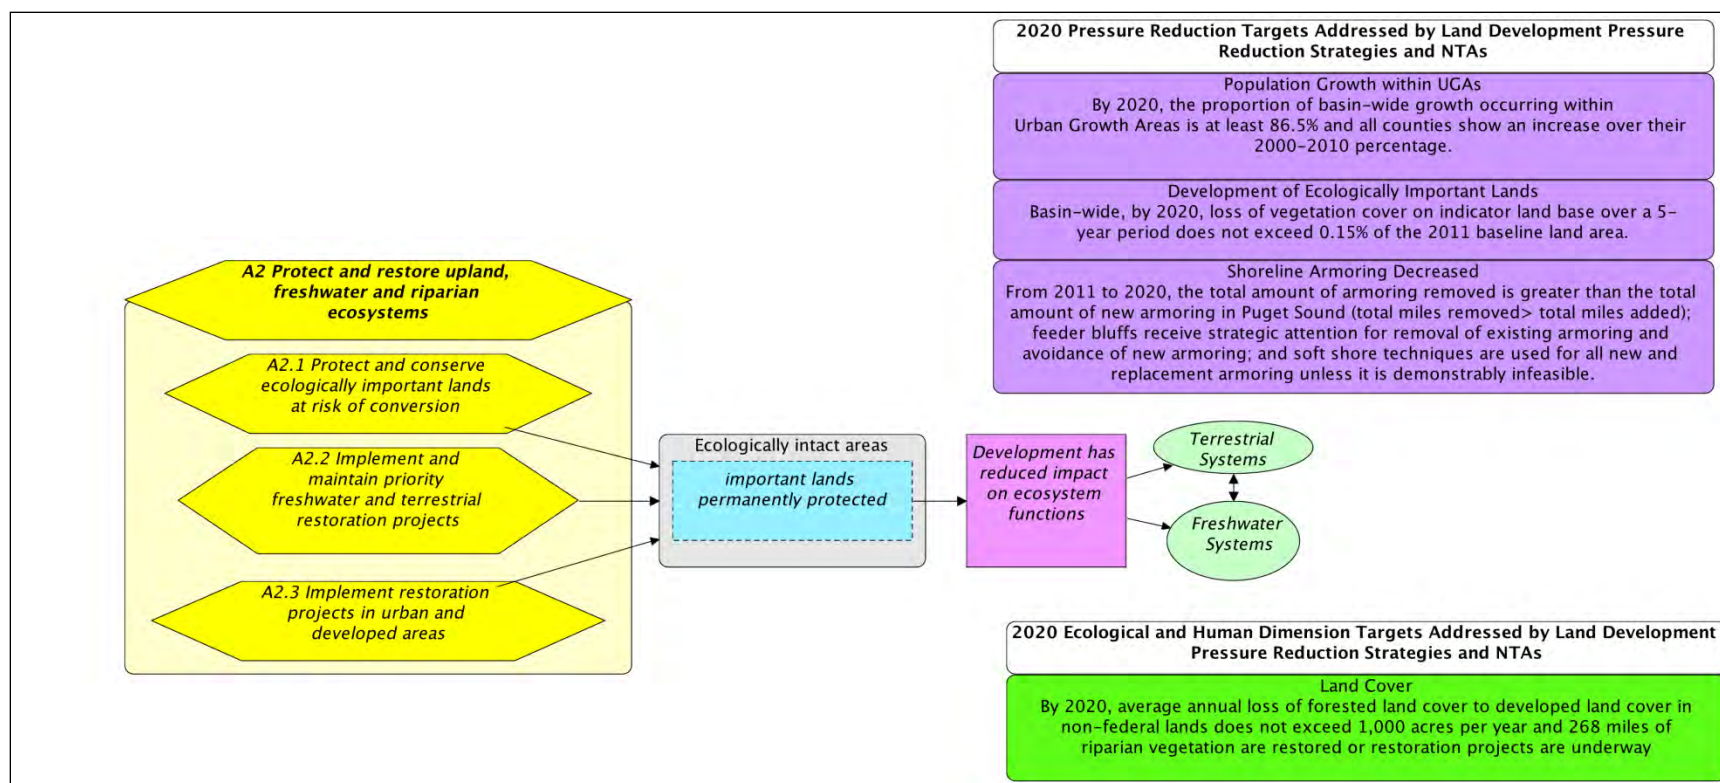 2020 Pressure Reduction Targets Addressed by Land Development Pressure
Reduction Strategies and NTAs
Population Growth within UGAs
By 2020, the proportion of basin-wide growth occurring within
Urban Growth Areas is at least 86.5% and all counties show an increase over their
2000-2010 percentage.
Development of Ecologically Important Lands
Basin-wide, by 2020, loss of vegetation cover on indicator land base over a 5-
year period does not exceed 0.15% of the 2011 baseline land area.
Shoreline Armoring Decreased
From 2011 to 2020, the total amount of armoring removed is greater than the total
amount of new armoring in Puget Sound (total miles removed> total miles added);
feeder bluffs receive strategic attention for removal of existing armoring and
avoidance of new armoring; and soft shore techniques are used for all new and
replacement armoring unless it is demonstrably infeasible.
A2 Protect and restore upland,
freshwater and riparian
ecosystems
A2.1 Protect and conserve
ecologically important lands
at risk of conversion
A2.2 Implement and
maintain priority
freshwater and terrestrial
restoration projects
A2.3 Implement restoration
projects in urban and
developed areas
Ecologically intact areas
important lands
permanently protected
Development has
reduced impact
on ecosystem
functions
Terrestrial
Systems
Freshwater
Systems
2020 Ecological and Human Dimension Targets Addressed by Land Development
Pressure Reduction Strategies and NTAs
Land Cover
By 2020, average annual loss of forested land cover to developed land cover in
non-federal lands does not exceed 1,000 acres per year and 268 miles of
riparian vegetation are restored or restoration projects are underway